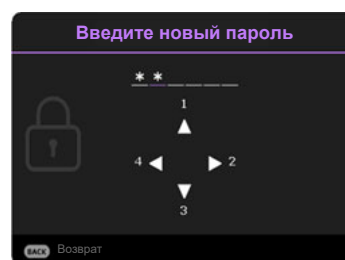 Введите новый пароль
* * _ _ _ _
1
4 2
3
BACK Возврат